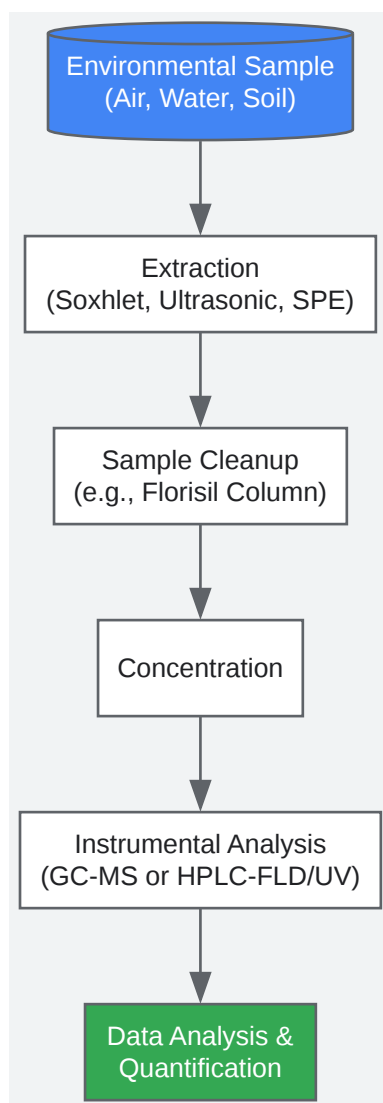 Environmental Sample
(Air, Water, Soil)
Extraction
(Soxhlet, Ultrasonic, SPE)
Sample Cleanup
(e.g., Florisil Column)
Concentration
Instrumental Analysis
(GC-MS or HPLC-FLD/UV)
Data Analysis &
Quantification